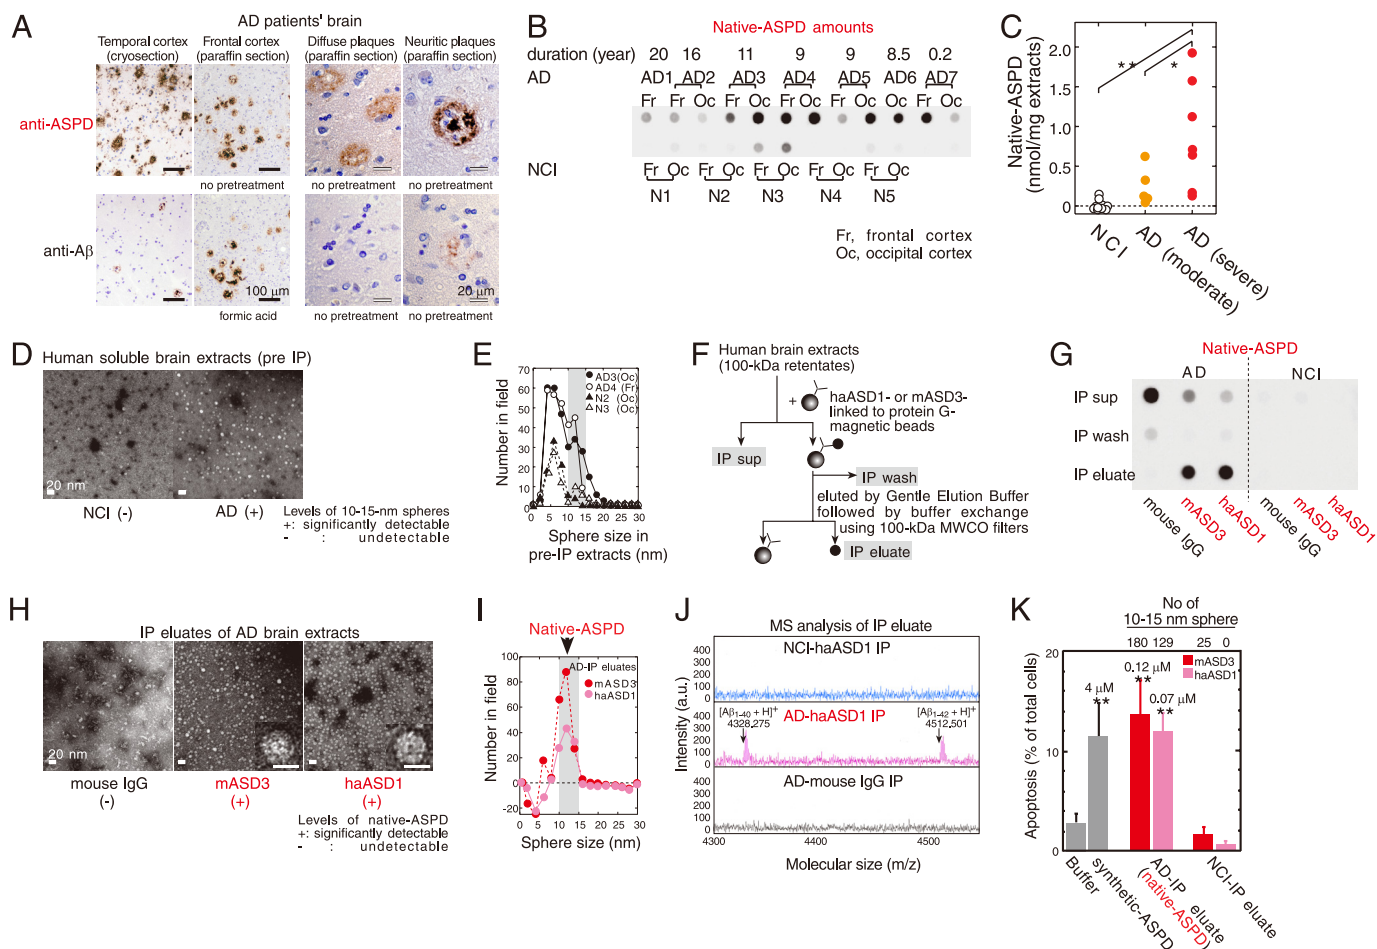 A
AD patients' brain
Temporal cortex
(cryosection)
Frontal cortex
(paraffin section)
Diffuse plaques
(paraffin section)
Neuritic plaques
(paraffin section)
anti-ASPD
no pretreatment
no pretreatment
no pretreatment
anti-Aβ
100 μm
20 μm
formic acid
no pretreatment
no pretreatment
B
Native-ASPD amounts
duration (year) 20 16 11 9 9 8.5 0.2
AD AD1 AD2 AD3 AD4 AD5 AD6 AD7
Fr Fr Oc Fr Oc Fr Oc Fr Oc Oc Fr Oc
NCI Fr Oc Fr Oc Fr Oc Fr Oc Fr Oc
N1 N2 N3 N4 N5
Fr, frontal cortex
Oc, occipital cortex
C
Native-ASPD
(nmol/mg extracts)
2.0
1.5
1.0
0.5
0
**
*
NCI
AD (moderate)
AD (severe)
D
Human soluble brain extracts (pre IP)
20 nm
NCI (-)
AD (+)
Levels of 10-15-nm spheres
+: significantly detectable
- : undetectable
E
Number in field
70
60
50
40
30
20
10
0
AD3(Oc)
AD4 (Fr)
N2 (Oc)
N3 (Oc)
0 5 10 15 20 25 30
Sphere size in
pre-IP extracts (nm)
F
Human brain extracts
(100-kDa retentates)
+
haASD1- or mASD3-
linked to protein G-
magnetic beads
IP sup
IP wash
eluted by Gentle Elution Buffer
followed by buffer exchange
using 100-kDa MWCO filters
IP eluate
G
Native-ASPD
AD
NCI
IP sup
IP wash
IP eluate
mouse IgG
mASD3
haASD1
mouse IgG
mASD3
haASD1
H
IP eluates of AD brain extracts
20 nm
mouse IgG
(-)
mASD3
(+)
haASD1
(+)
Levels of native-ASPD
+: significantly detectable
- : undetectable
I
Native-ASPD
Number in field
100
80
60
40
20
0
-20
AD-IP eluates
mASD3
haASD1
0 5 10 15 20 25 30
Sphere size (nm)
J
MS analysis of IP eluate
Intensity (a.u.)
400
300
200
100
0
NCI-haASD1 IP
400
300
200
100
0
[Aβ1-40 + H]+
4328.275
AD-haASD1 IP
[Aβ1-42 + H]+
4512.501
400
300
200
100
0
AD-mouse IgG IP
4300 4400 4500
Molecular size (m/z)
K
No of
10-15 nm sphere
180 129 25 0
Apoptosis (% of total cells)
20
10
0
mASD3
haASD1
4 μM
**
0.12 μM
**
0.07 μM
**
Buffer
synthetic-ASPD
AD-IP eluate
(native-ASPD)
NCI-IP eluate